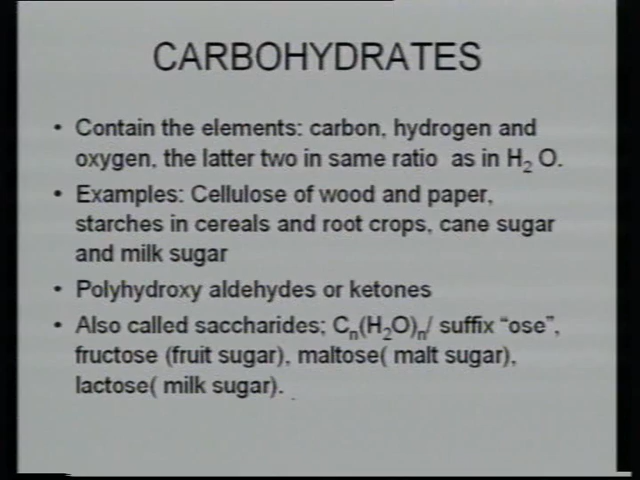 CARBOHYDRATES
• Contain the elements: carbon, hydrogen and
oxygen, the latter two in same ratio as in H₂ O.
• Examples: Cellulose of wood and paper,
starches in cereals and root crops, cane sugar
and milk sugar
• Polyhydroxy aldehydes or ketones
• Also called saccharides; Cₙ(H₂O)ₙ/ suffix “ose”,
fructose (fruit sugar), maltose( malt sugar),
lactose( milk sugar).